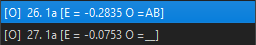 [O] 26. 1a [E = -0.2835 O =AB]
[O] 27. 1a [E = -0.0753 O =__]